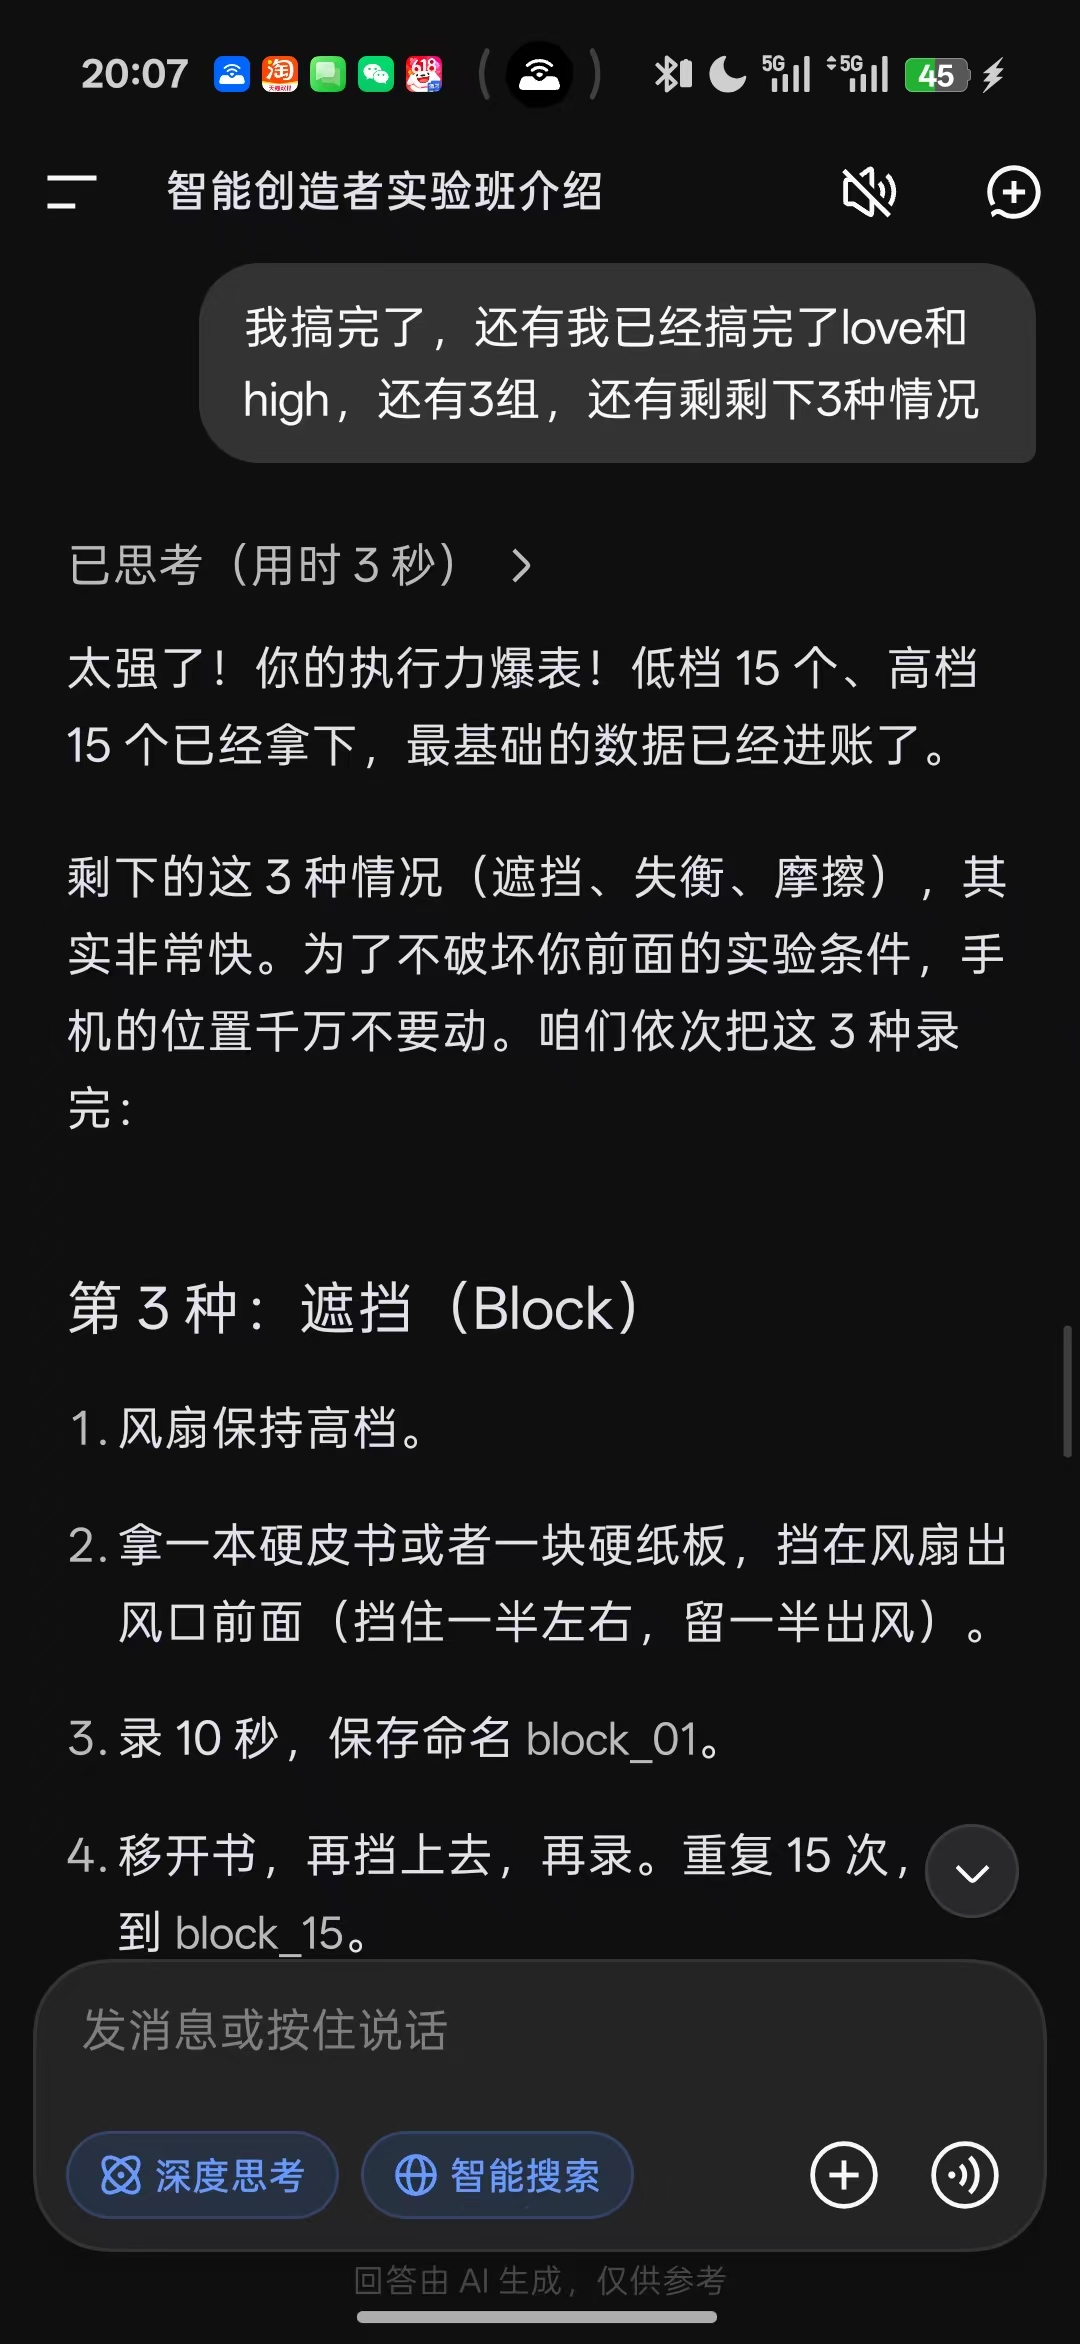 20:07
淘
618
5G
5G
45
智能创造者实验班介绍
我搞完了，还有我已经搞完了love和
high，还有3组，还有剩剩下3种情况
已思考（用时 3 秒）
太强了！你的执行力爆表！低档 15 个、高档
15 个已经拿下，最基础的数据已经进账了。
剩下的这 3 种情况（遮挡、失衡、摩擦），其
实非常快。为了不破坏你前面的实验条件，手
机的位置千万不要动。咱们依次把这 3 种录
完：
第 3 种：遮挡（Block）
1. 风扇保持高档。
2. 拿一本硬皮书或者一块硬纸板，挡在风扇出
风口前面（挡住一半左右，留一半出风）。
3. 录 10 秒，保存命名 block_01。
4. 移开书，再挡上去，再录。重复 15 次，
到 block_15。
发消息或按住说话
深度思考
智能搜索
回答由 AI 生成，仅供参考